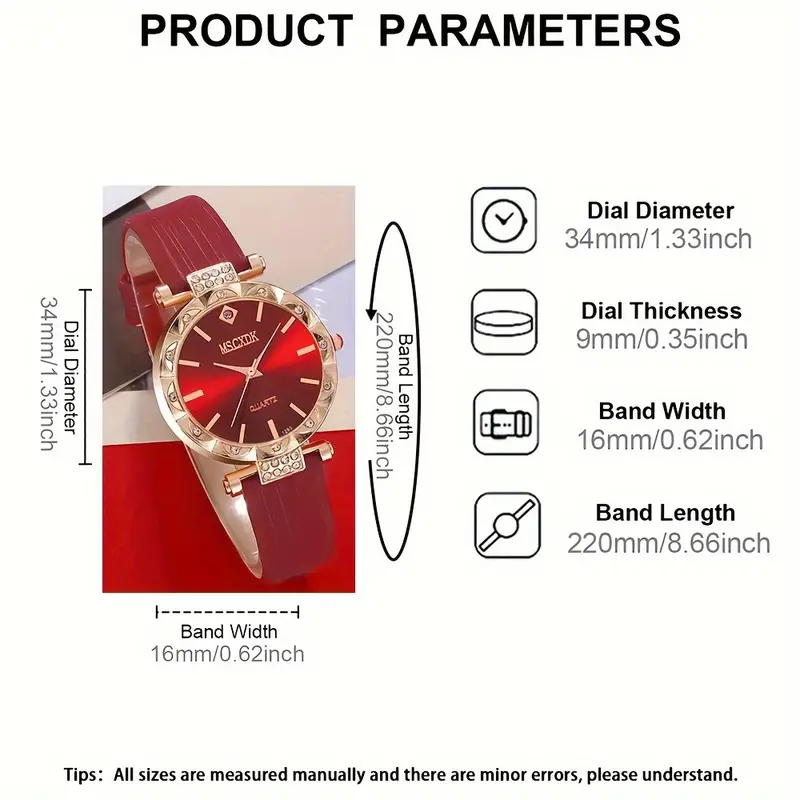 PRODUCT PARAMETERS
Dial Diameter
34mm/1.33inch
MSCXDK
QUARTZ
Band Length
220mm/8.66inch
Band Width
16mm/0.62inch
Dial Diameter
34mm/1.33inch
Dial Thickness
9mm/0.35inch
Band Width
16mm/0.62inch
Band Length
220mm/8.66inch
Tips: All sizes are measured manually and there are minor errors, please understand.